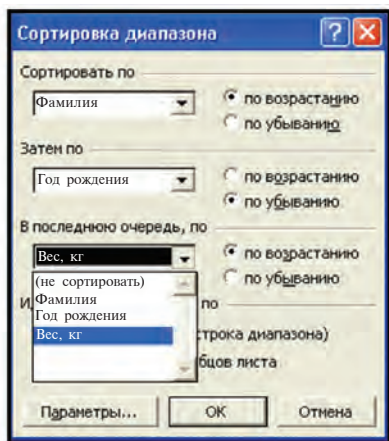 Сортировка диапазона
Сортировать по
Фамилия
по возрастанию
по убыванию
Затем по
Год рождения
по возрастанию
по убыванию
В последнюю очередь, по
Вес, кг
по возрастанию
по убыванию
(не сортировать)
Фамилия
Год рождения
Вес, кг
по
строка диапазона)
бцов листа
Параметры...
ОК
Отмена